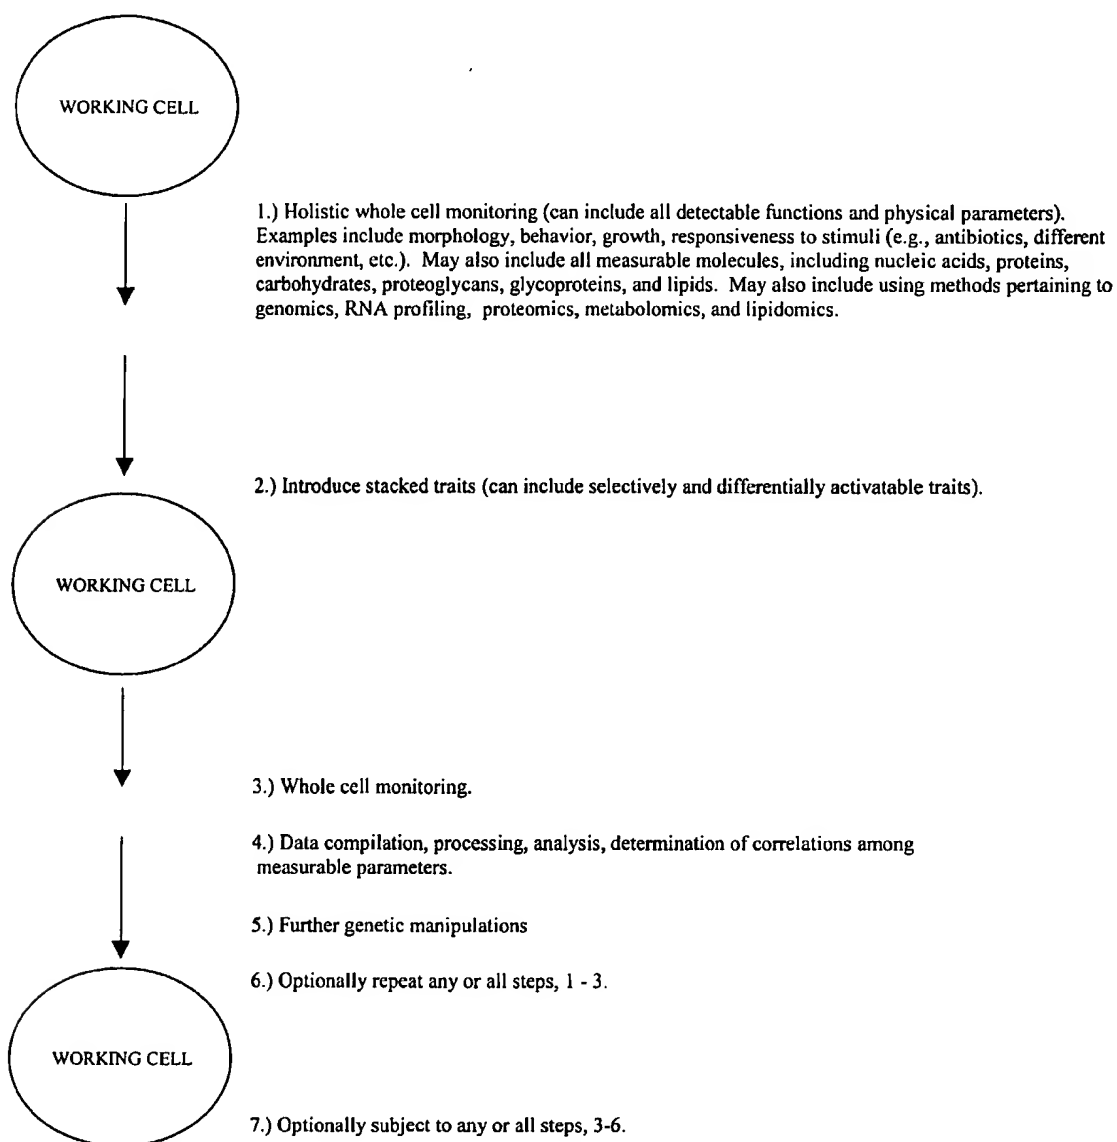 WORKING CELL
1.) Holistic whole cell monitoring (can include all detectable functions and physical parameters).
Examples include morphology, behavior, growth, responsiveness to stimuli (e.g., antibiotics, different
environment, etc.). May also include all measurable molecules, including nucleic acids, proteins,
carbohydrates, proteoglycans, glycoproteins, and lipids. May also include using methods pertaining to
genomics, RNA profiling, proteomics, metabolomics, and lipidomics.
2.) Introduce stacked traits (can include selectively and differentially activatable traits).
WORKING CELL
3.) Whole cell monitoring.
4.) Data compilation, processing, analysis, determination of correlations among
measurable parameters.
5.) Further genetic manipulations
6.) Optionally repeat any or all steps, 1 - 3.
WORKING CELL
7.) Optionally subject to any or all steps, 3-6.